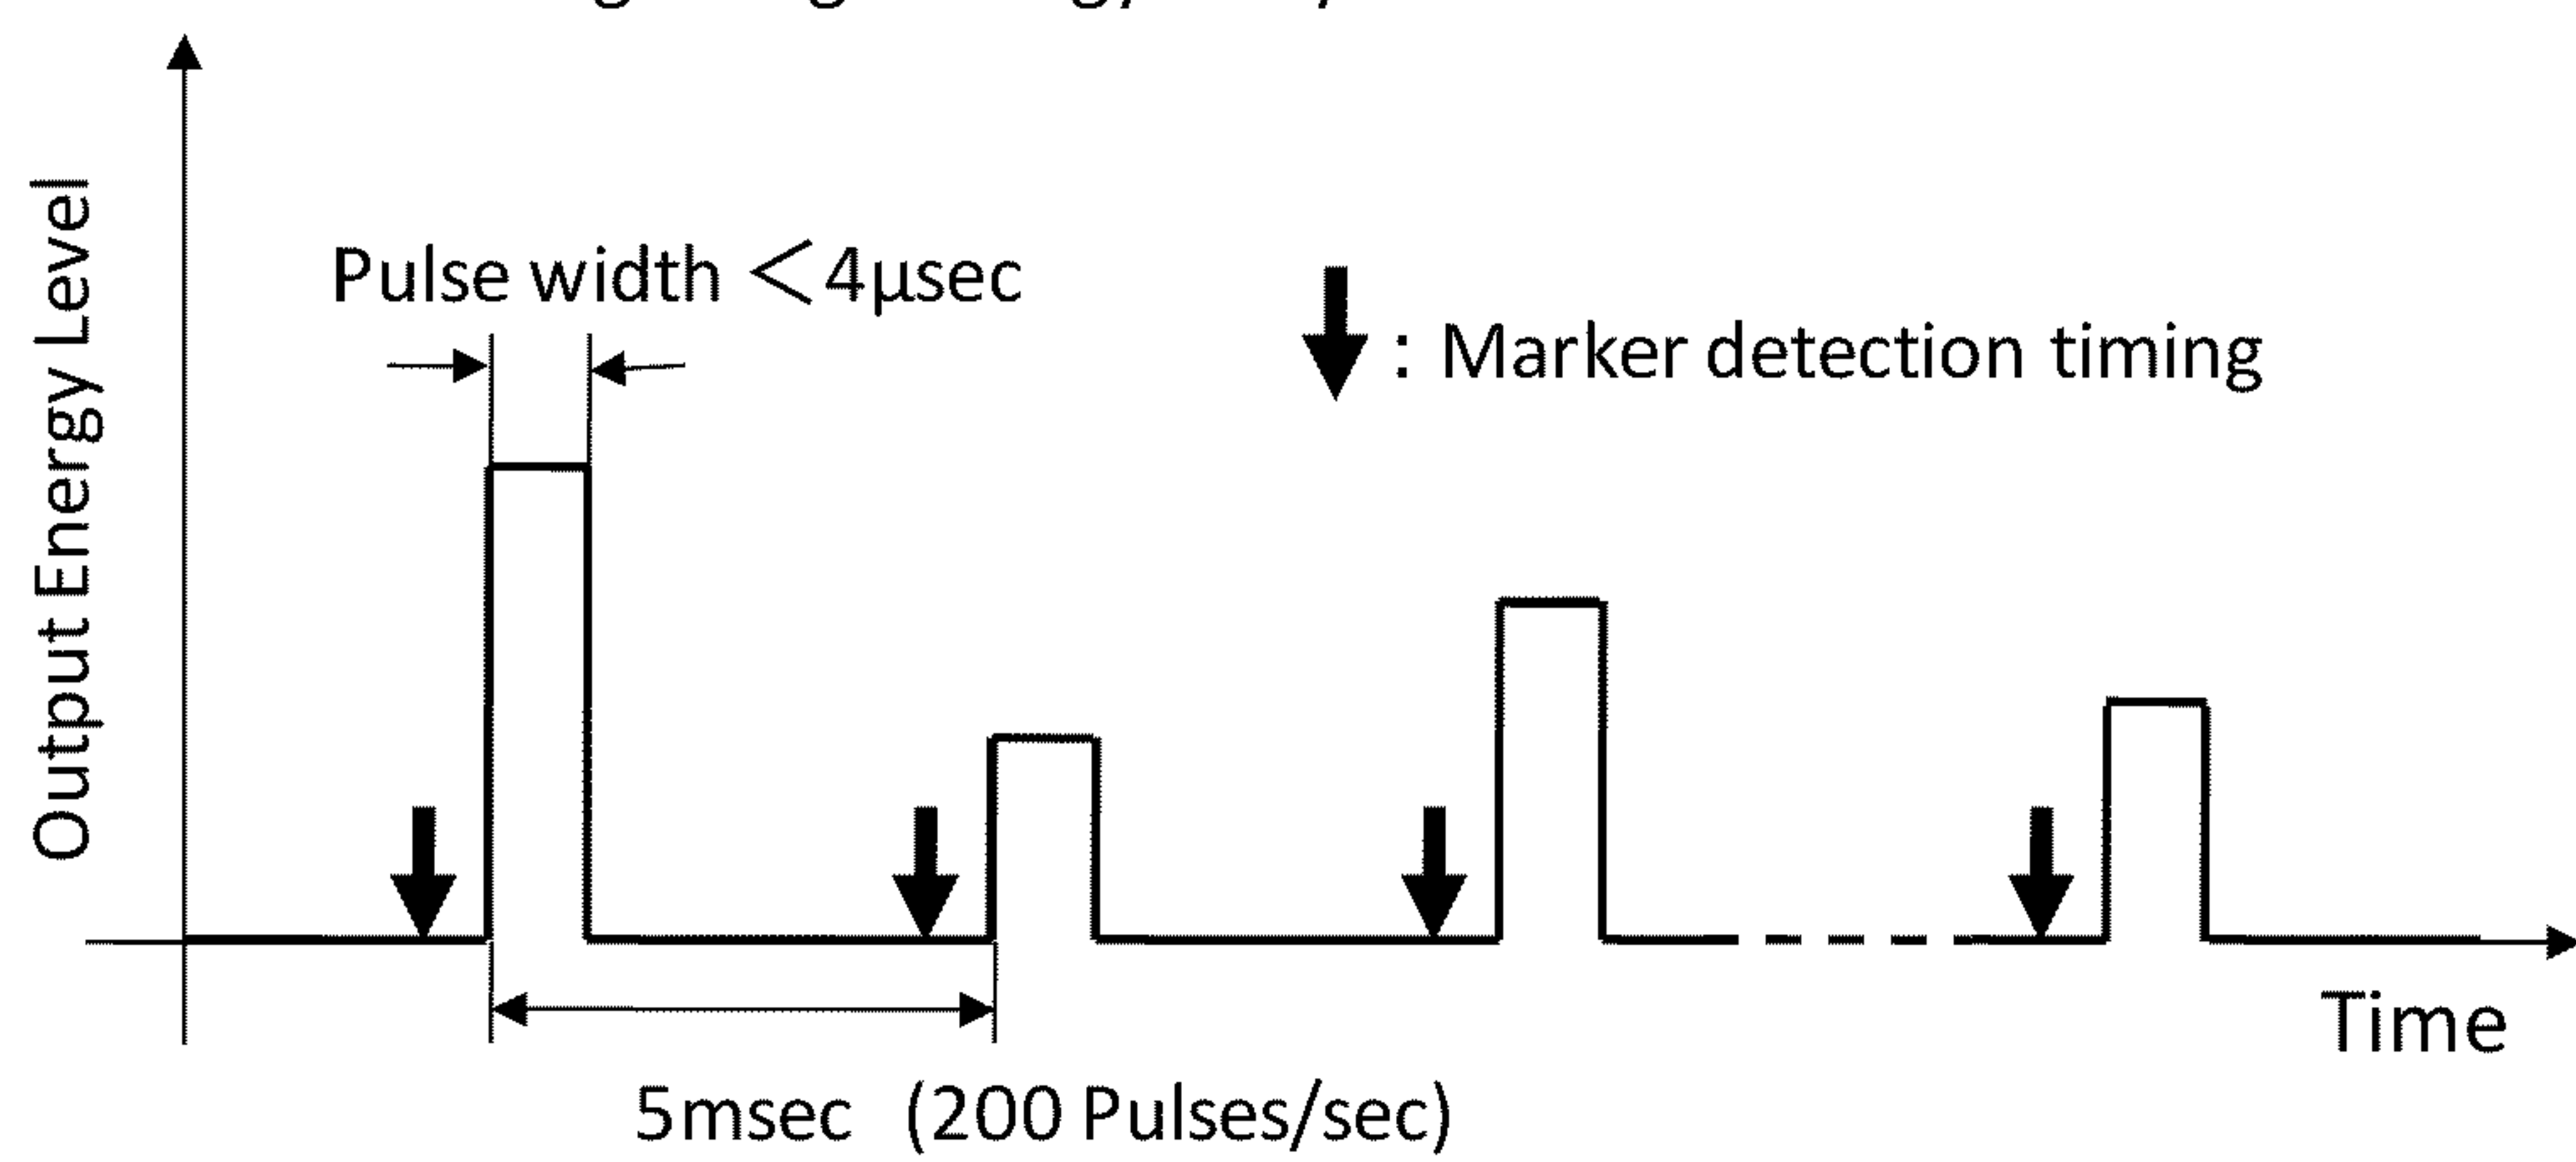 Output Energy Level
Pulse width <4μsec
: Marker detection timing
Time
5msec (200 Pulses/sec)